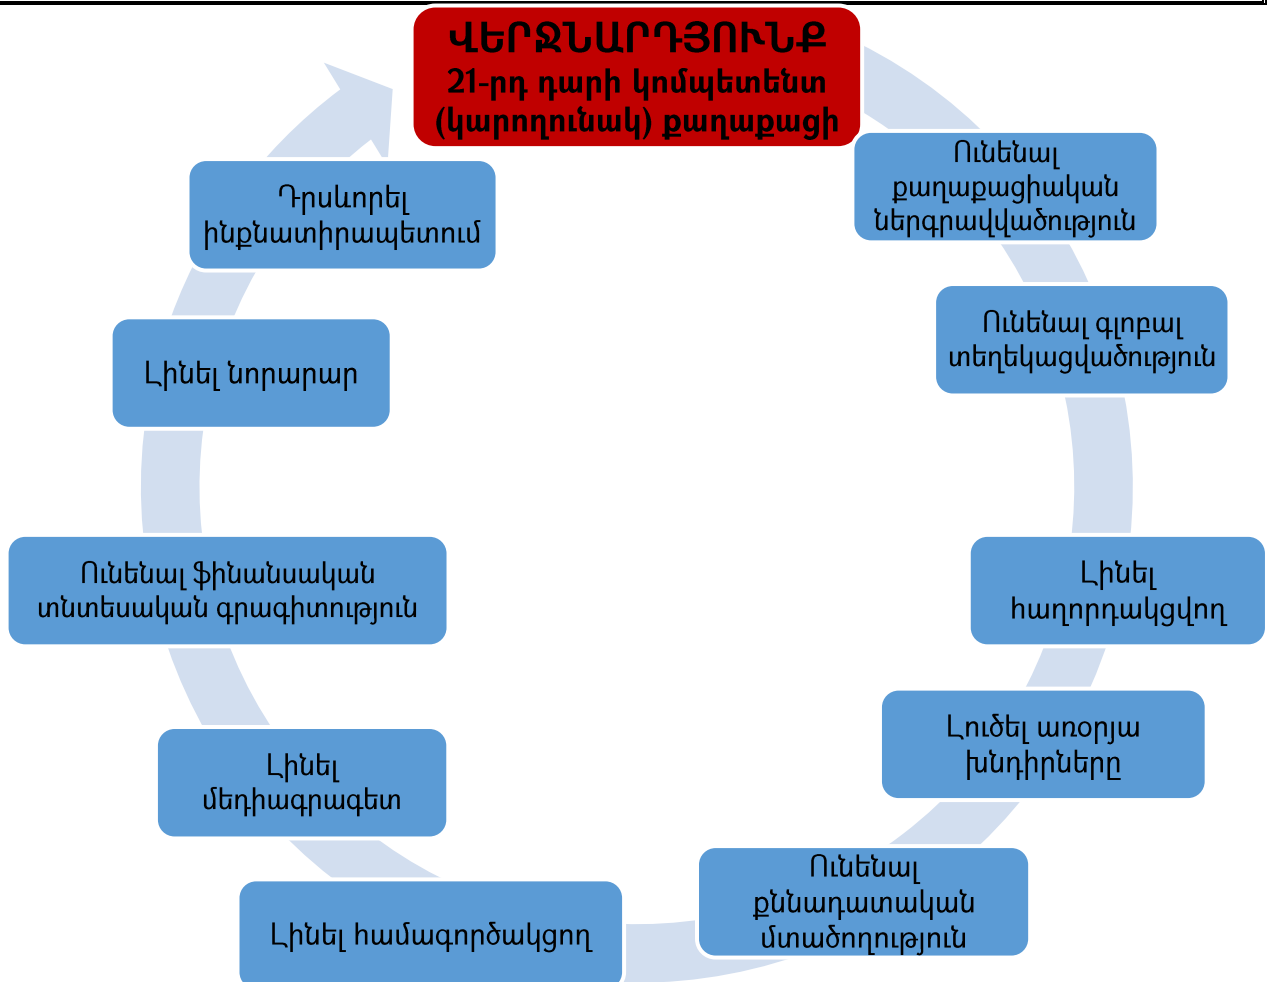 ՎԵՐՋՆԱՐԴՅՈՒՆՔ
21-րդ դարի կոմպետենտ
(կարողունակ) քաղաքացի
Ունենալ
քաղաքացիական
ներգրավվածություն
Ունենալ գլոբալ
տեղեկացվածություն
Լինել
հաղորդակցվող
Լուծել առօրյա
խնդիրները
Ունենալ
քննադատական
մտածողություն
Լինել համագործակցող
Լինել
մեդիագրագետ
Ունենալ ֆինանսական
տնտեսական գրագիտություն
Լինել նորարար
Դրսևորել
ինքնատիրապետում